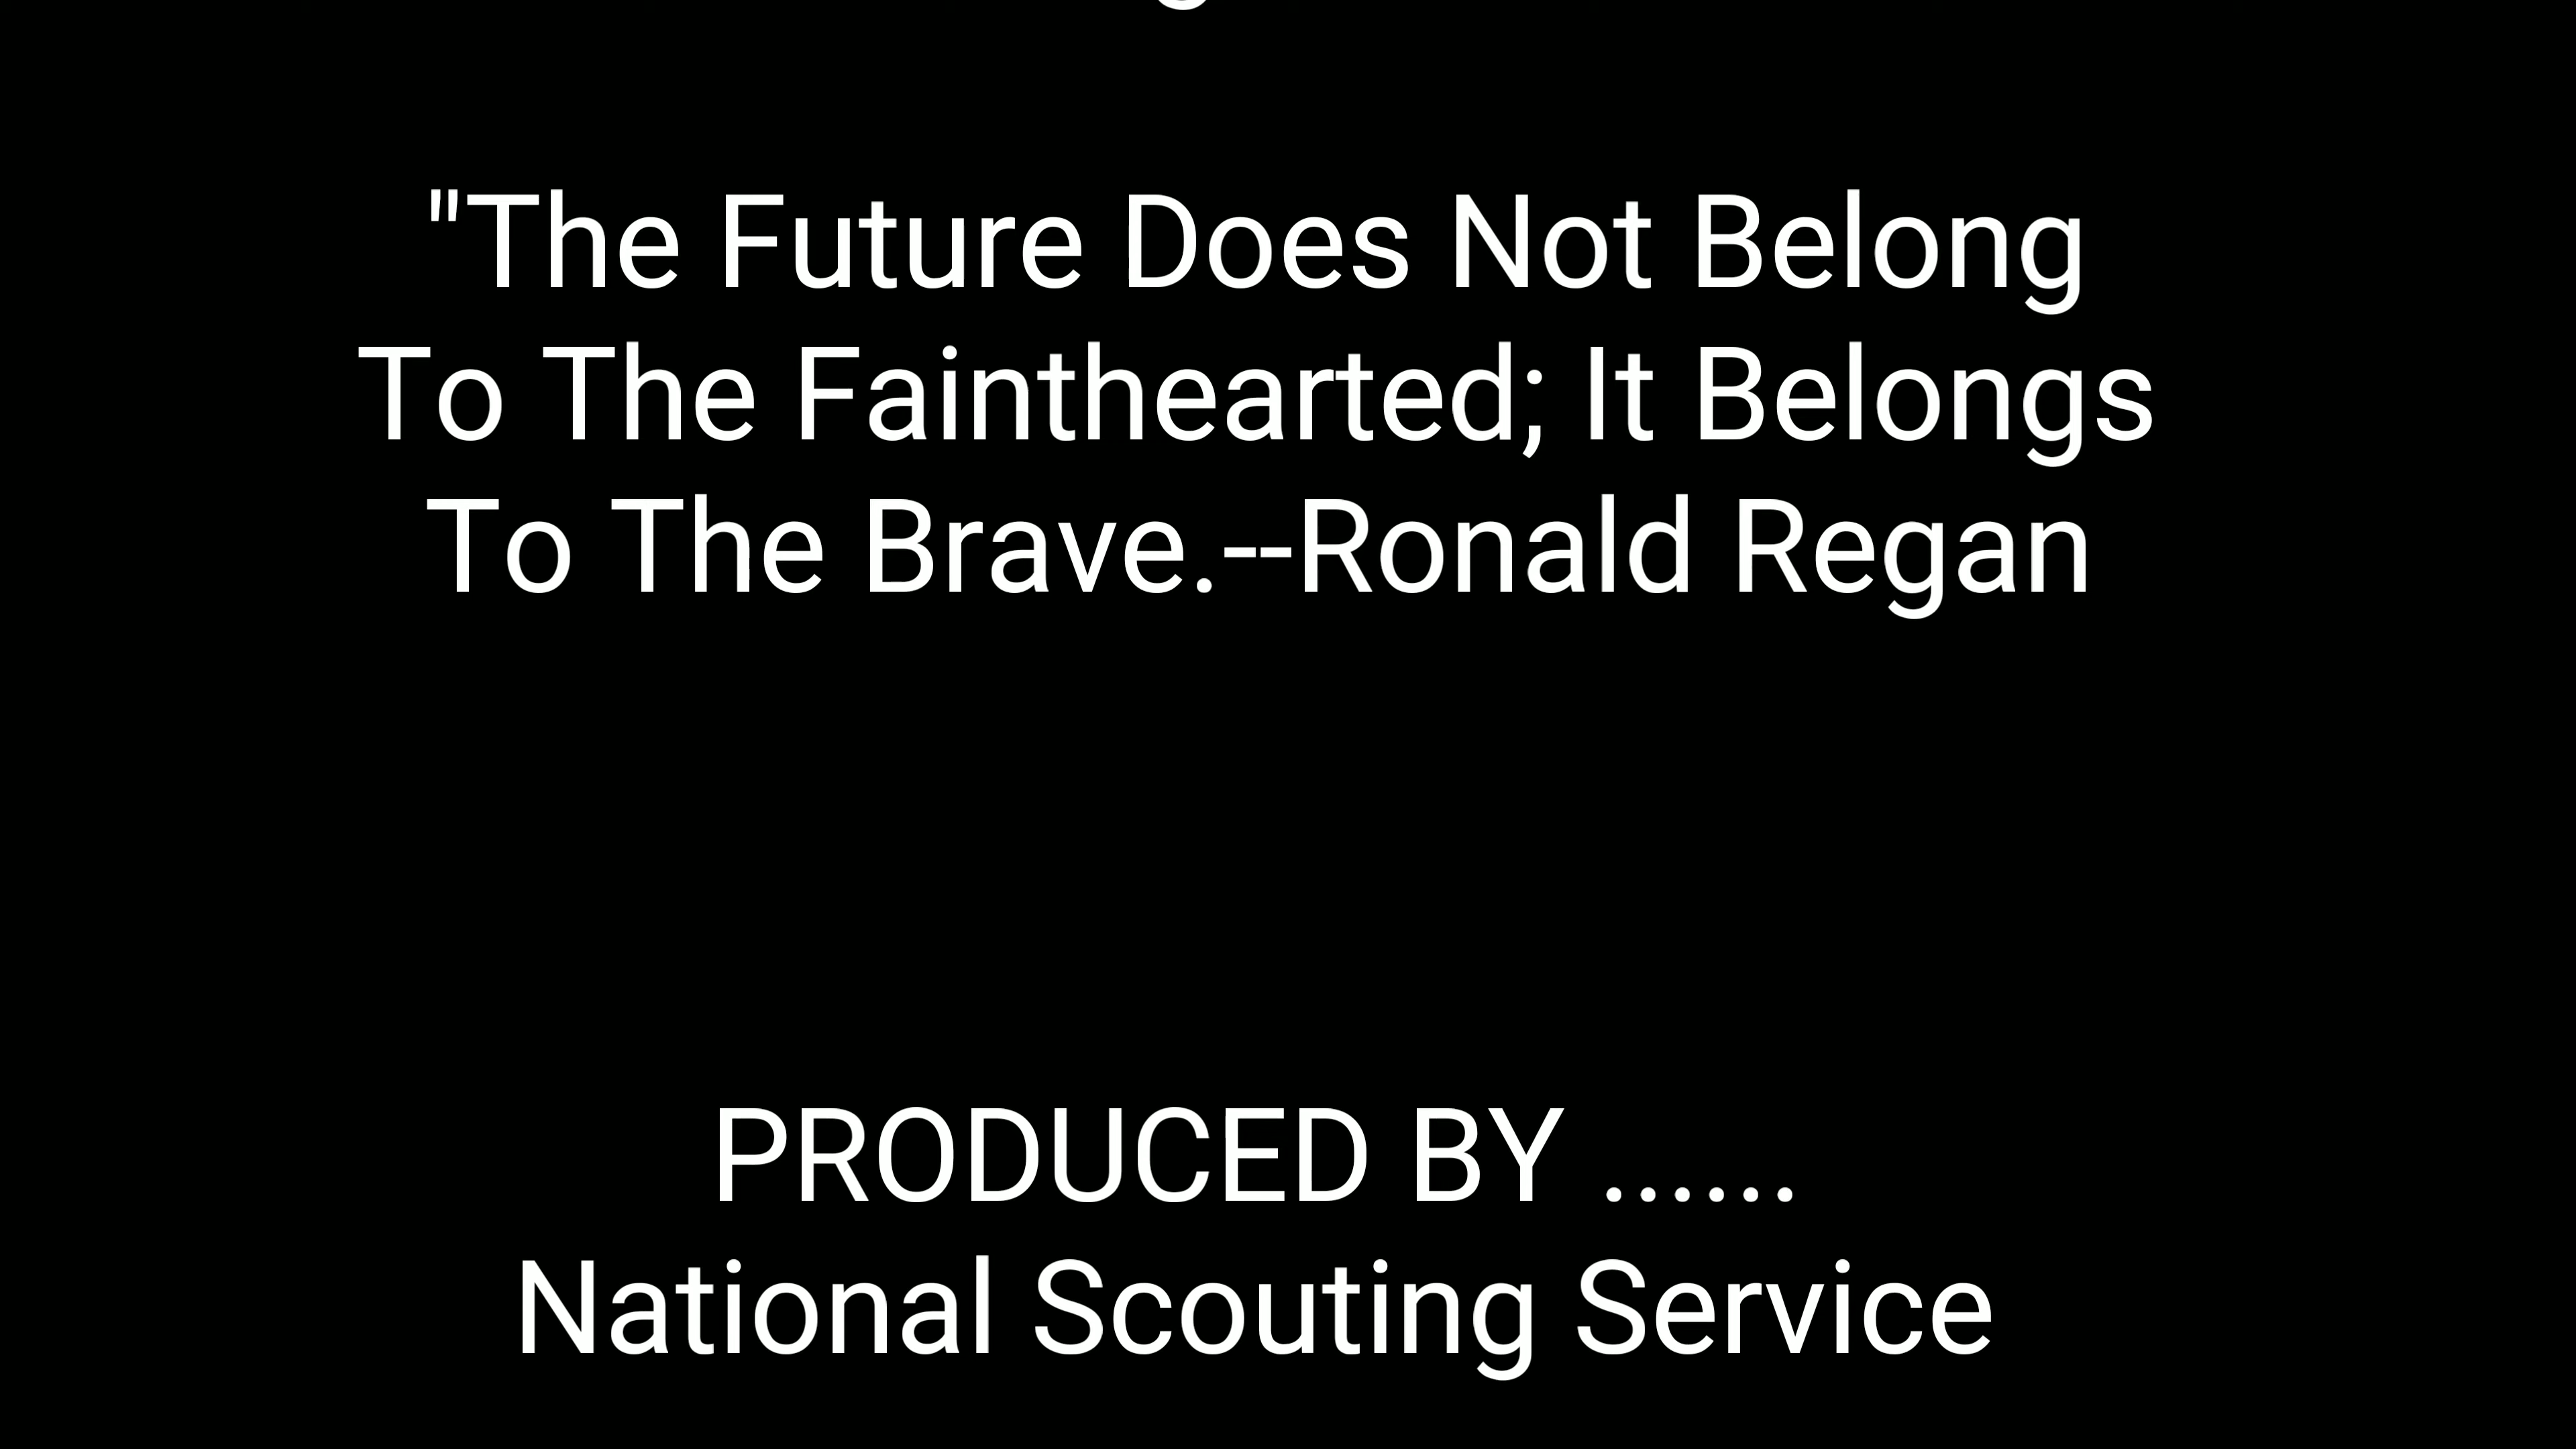 "The Future Does Not Belong
To The Fainthearted; It Belongs
To The Brave.--Ronald Regan
PRODUCED BY ......
National Scouting Service